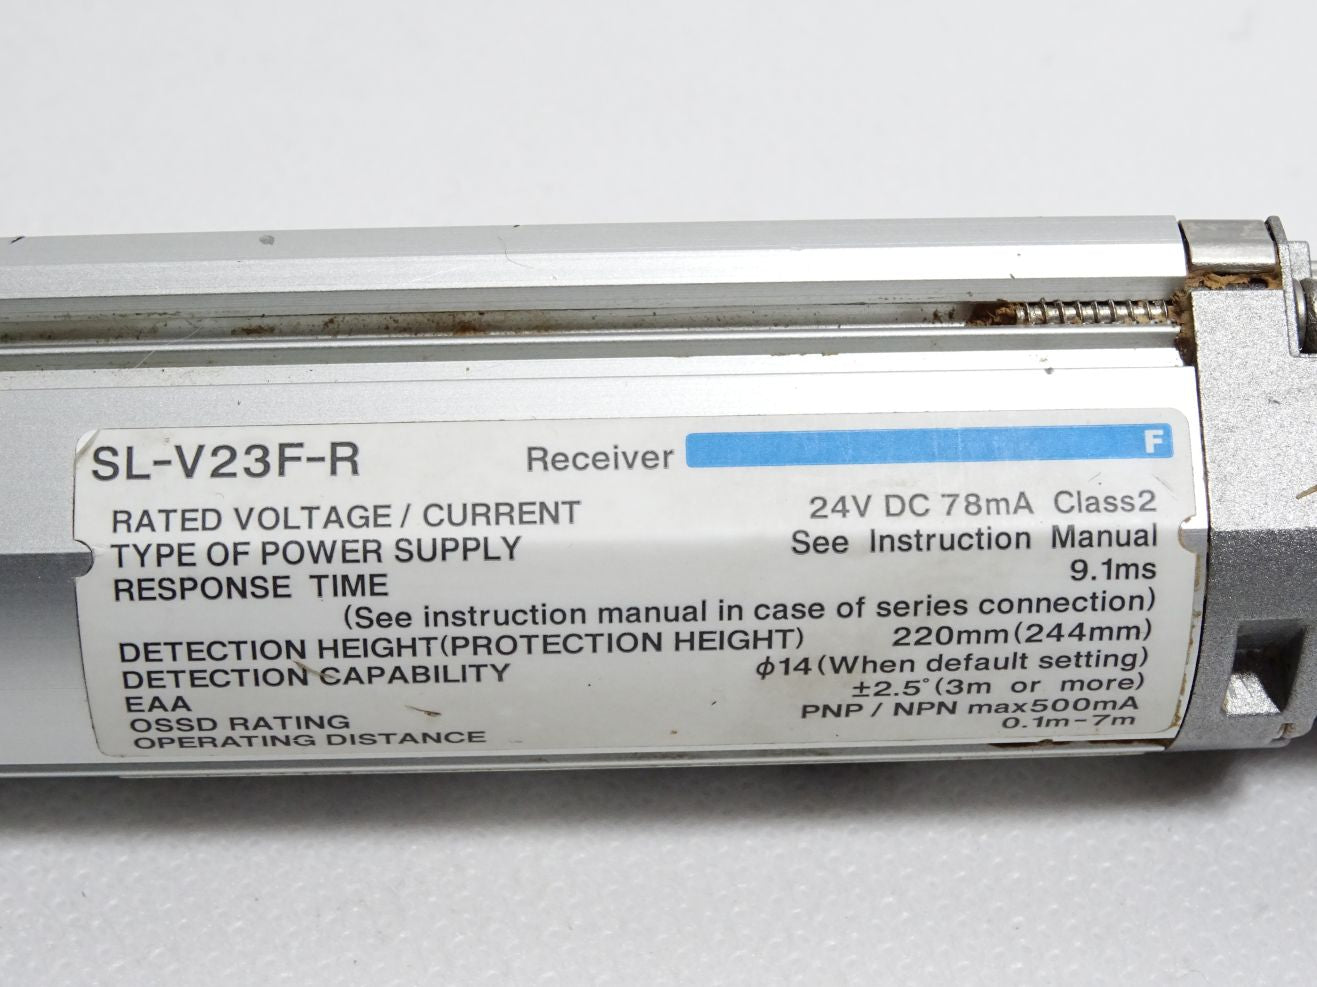 SL-V23F-R Receiver F
RATED VOLTAGE / CURRENT 24V DC 78mA Class2
TYPE OF POWER SUPPLY See Instruction Manual
RESPONSE TIME 9.1ms
(See instruction manual in case of series connection)
DETECTION HEIGHT(PROTECTION HEIGHT) 220mm(244mm)
DETECTION CAPABILITY ϕ14(When default setting)
EAA ±2.5°(3m or more)
OSSD RATING PNP / NPN max500mA
OPERATING DISTANCE 0.1m-7m